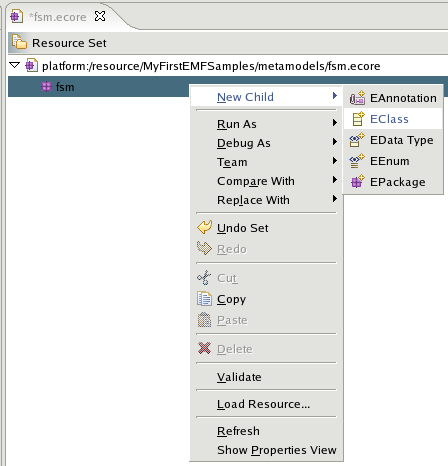 *fsm.ecore
Resource Set
platform:/resource/MyFirstEMFSamples/metamodels/fsm.ecore
fsm
New Child
EAnnotation
EClass
EData Type
EEnum
EPackage
Run As
Debug As
Team
Compare With
Replace With
Undo Set
Redo
Cut
Copy
Paste
Delete
Validate
Load Resource...
Refresh
Show Properties View